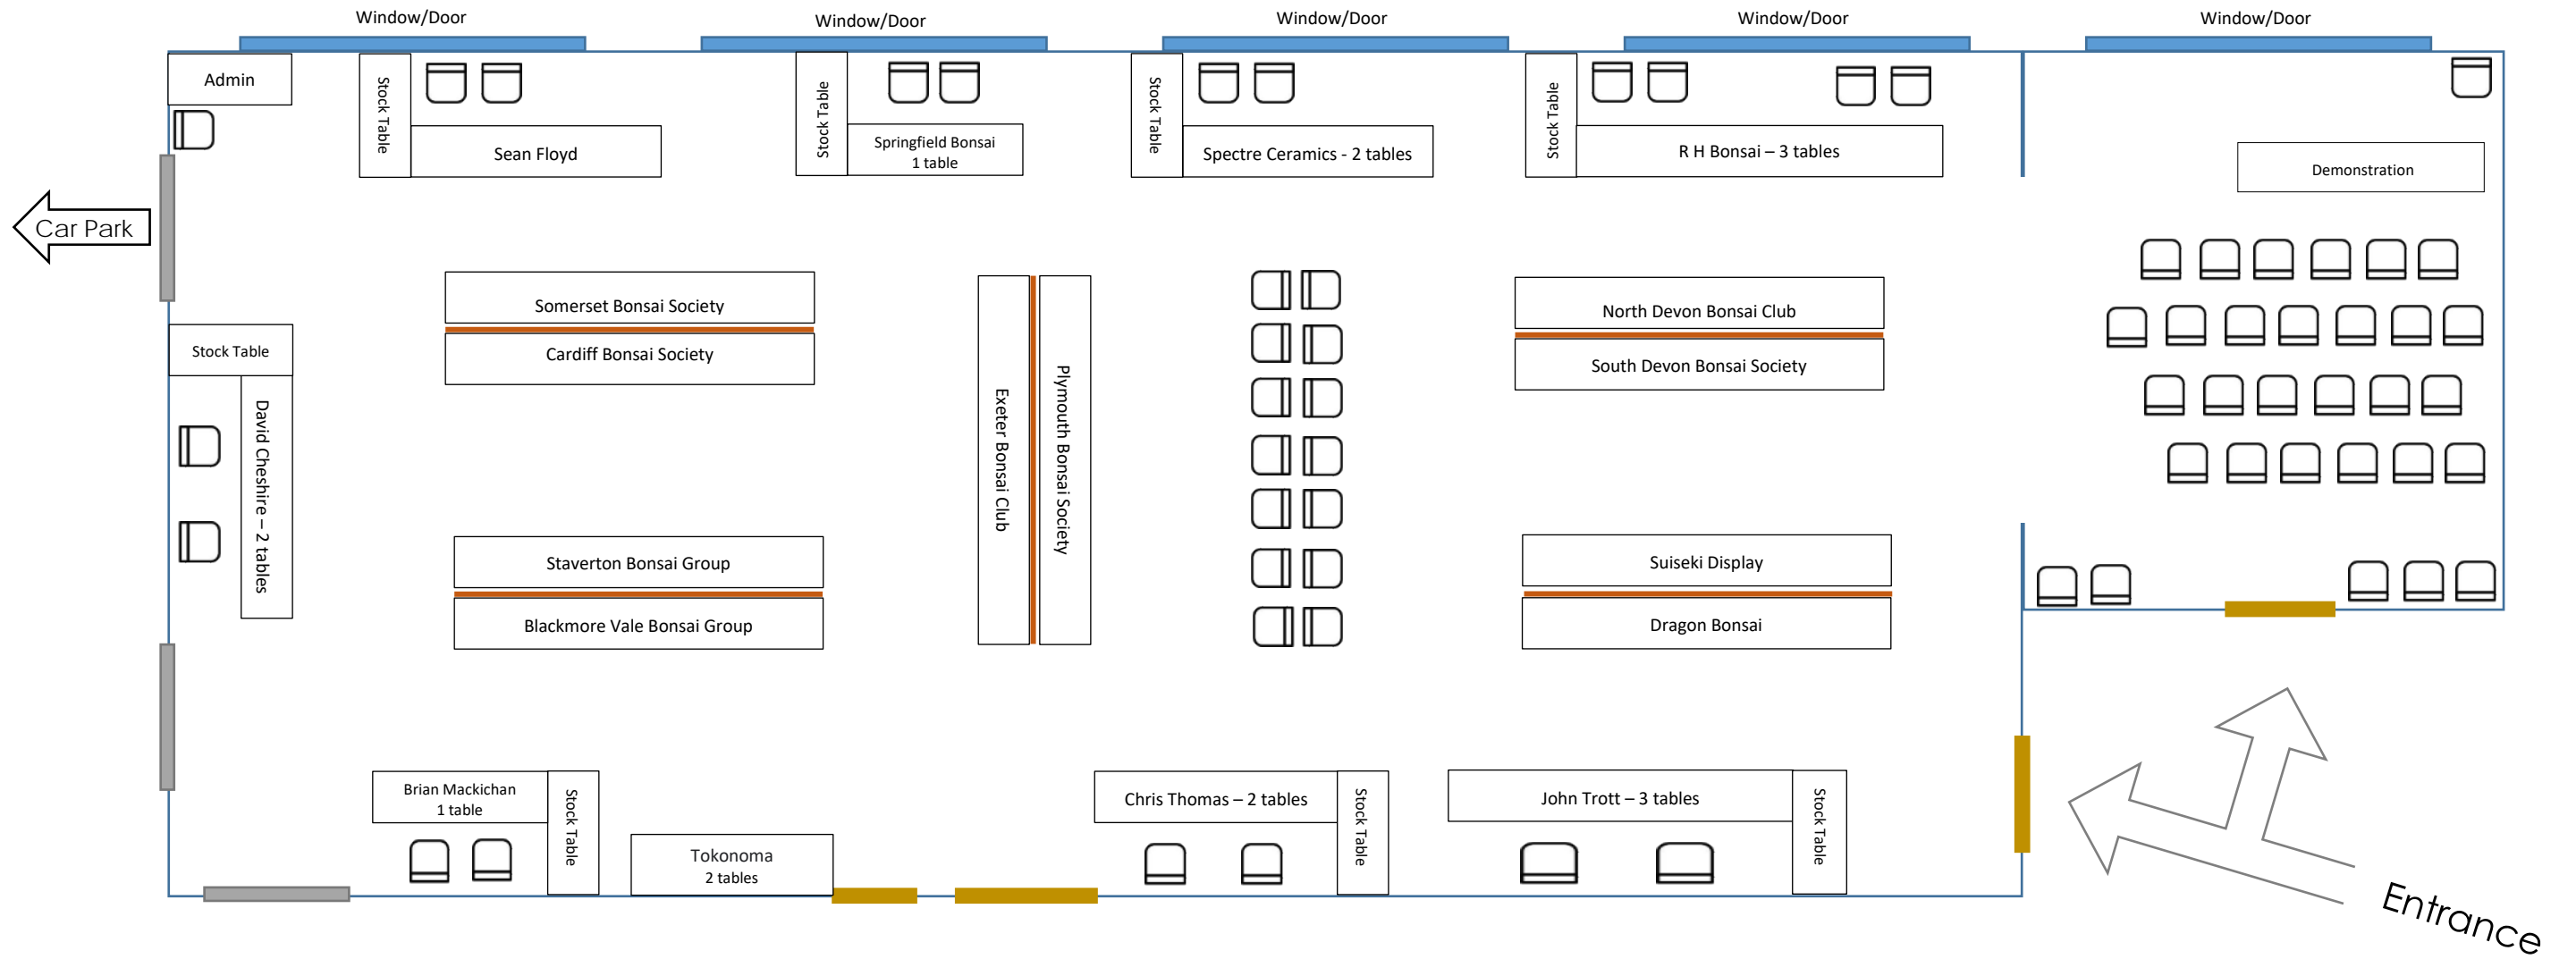 Window/Door
Window/Door
Window/Door
Window/Door
Window/Door
Admin
Stock Table
Sean Floyd
Stock Table
Springfield Bonsai
1 table
Stock Table
Spectre Ceramics - 2 tables
Stock Table
R H Bonsai – 3 tables
Demonstration
Car Park
Somerset Bonsai Society
Cardiff Bonsai Society
Exeter Bonsai Club
Plymouth Bonsai Society
North Devon Bonsai Club
South Devon Bonsai Society
Stock Table
David Cheshire – 2 tables
Staverton Bonsai Group
Blackmore Vale Bonsai Group
Suiseki Display
Dragon Bonsai
Brian Mackichan
1 table
Stock Table
Tokonoma
2 tables
Chris Thomas – 2 tables
Stock Table
John Trott – 3 tables
Stock Table
Entrance